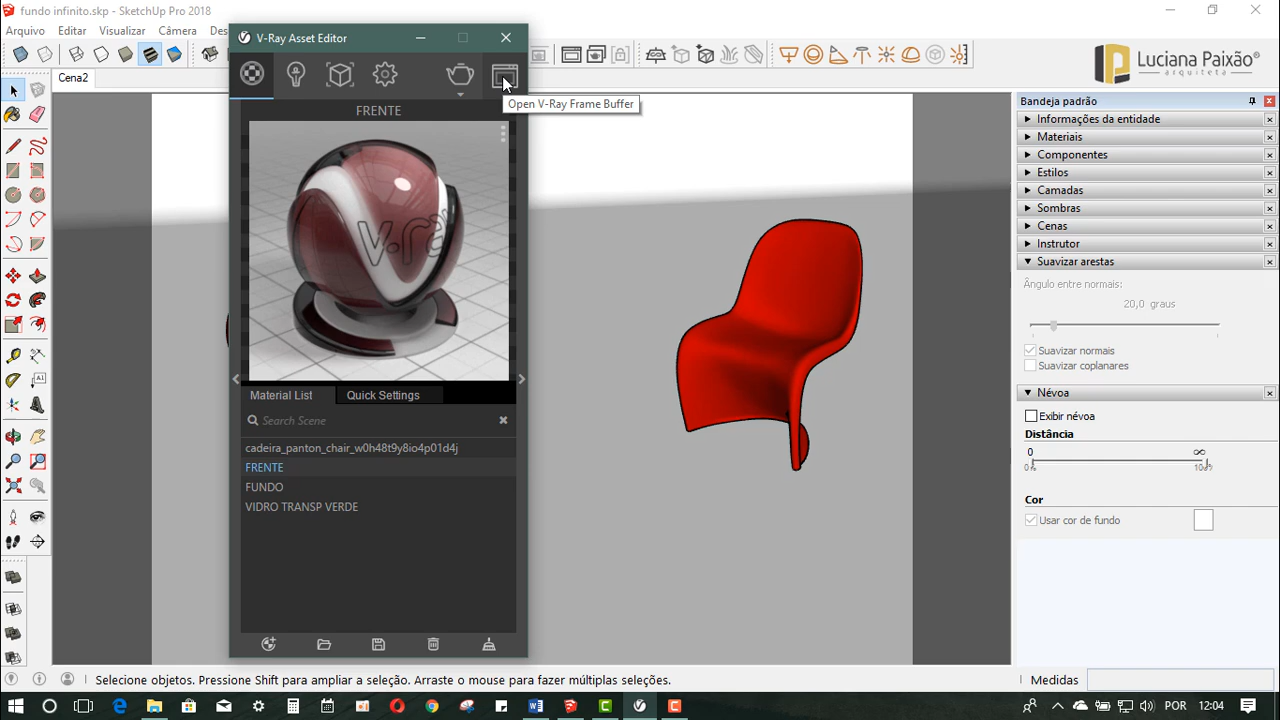 fundo infinito.skp - SketchUp Pro 2018
Arquivo Editar Visualizar Câmera Des
V-Ray Asset Editor
Luciana Paixão
arquiteta
Cena2
Open V-Ray Frame Buffer
FRENTE
v-ray
Material List
Quick Settings
Search Scene
cadeira_panton_chair_w0h48t9y8io4p01d4j
FRENTE
FUNDO
VIDRO TRANSP VERDE
Bandeja padrão
Informações da entidade
Materiais
Componentes
Estilos
Camadas
Sombras
Cenas
Instrutor
Suavizar arestas
Ângulo entre normais:
20,0 graus
Suavizar normais
Suavizar coplanares
Névoa
Exibir névoa
Distância
0 ∞
0% 100%
Cor
Usar cor de fundo
Selecione objetos. Pressione Shift para ampliar a seleção. Arraste o mouse para fazer múltiplas seleções.
Medidas
POR 12:04